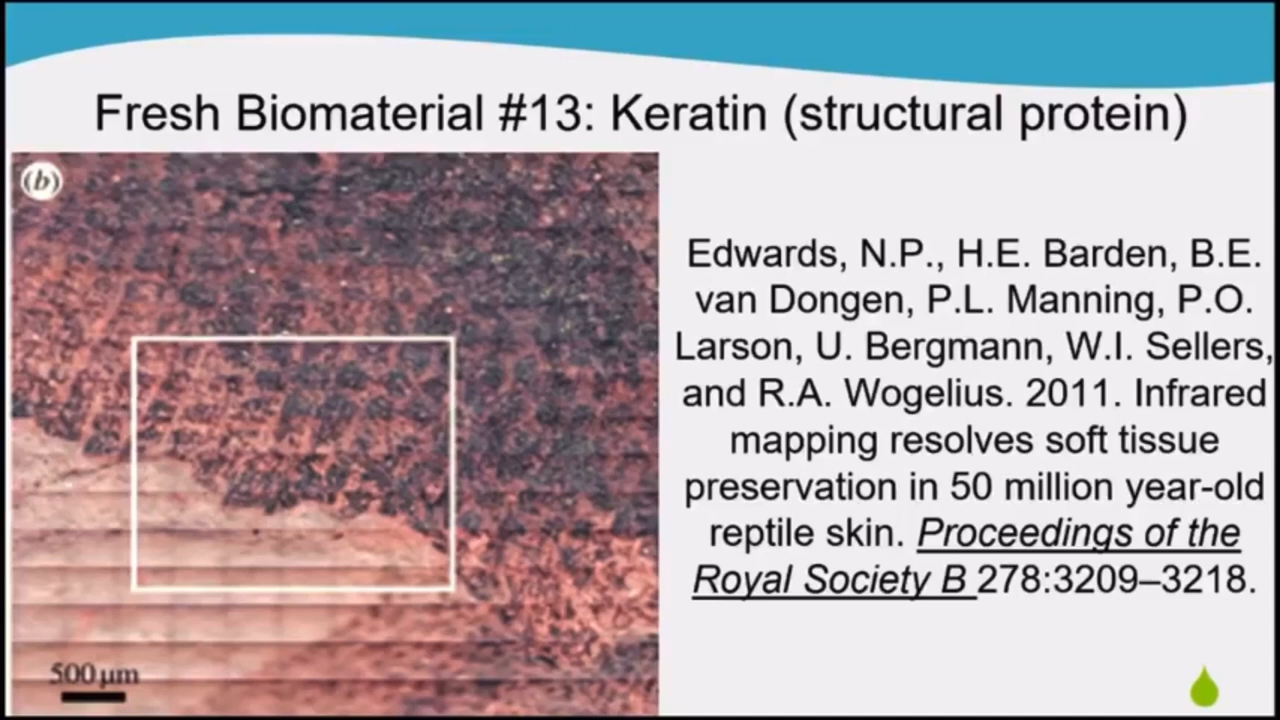 Fresh Biomaterial #13: Keratin (structural protein)
(b)
500 µm
Edwards, N.P., H.E. Barden, B.E.
van Dongen, P.L. Manning, P.O.
Larson, U. Bergmann, W.I. Sellers,
and R.A. Wogelius. 2011. Infrared
mapping resolves soft tissue
preservation in 50 million year-old
reptile skin. Proceedings of the
Royal Society B 278:3209–3218.